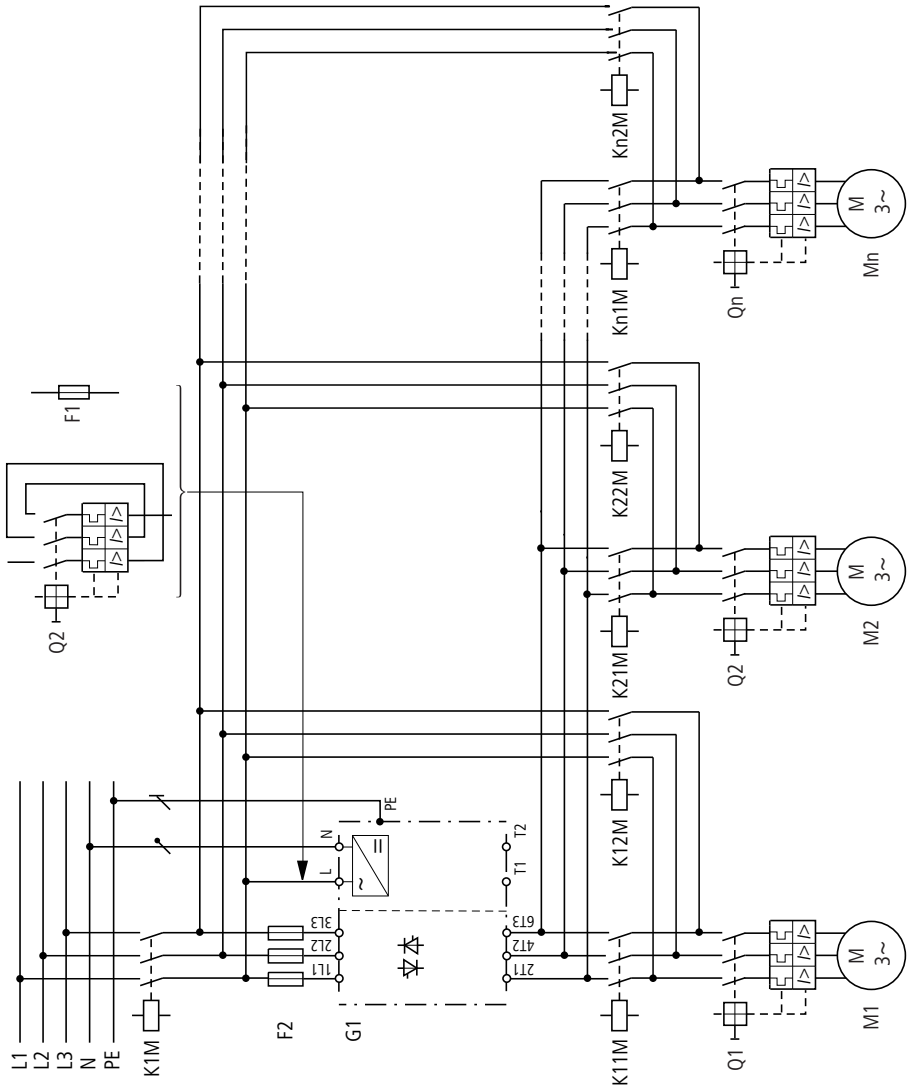 L1
L2
L3
N
PE
K1M
F2
G1
1L1
2L2
3L3
L
N
PE
~
=
2T1
4T2
6T3
T1
T2
Q2
I>
I>
I>
F1
K11M
K12M
K21M
K22M
Kn1M
Kn2M
Q1
I>
I>
I>
M
3~
M1
Q2
I>
I>
I>
M
3~
M2
Qn
I>
I>
I>
M
3~
Mn